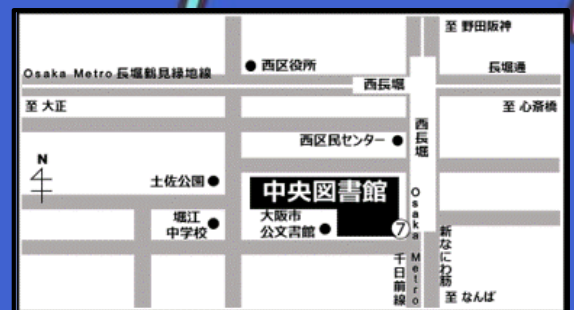 至 野田阪神
西区役所
長堀通
Osaka Metro 長堀鶴見緑地線
西長堀
至 大正
至 心斎橋
西長堀
西区民センター
N
土佐公園
中央図書館
堀江
中学校
大阪市
公文書館
⑦
Osaka Metro
千日前線
新なにわ筋
至 なんば